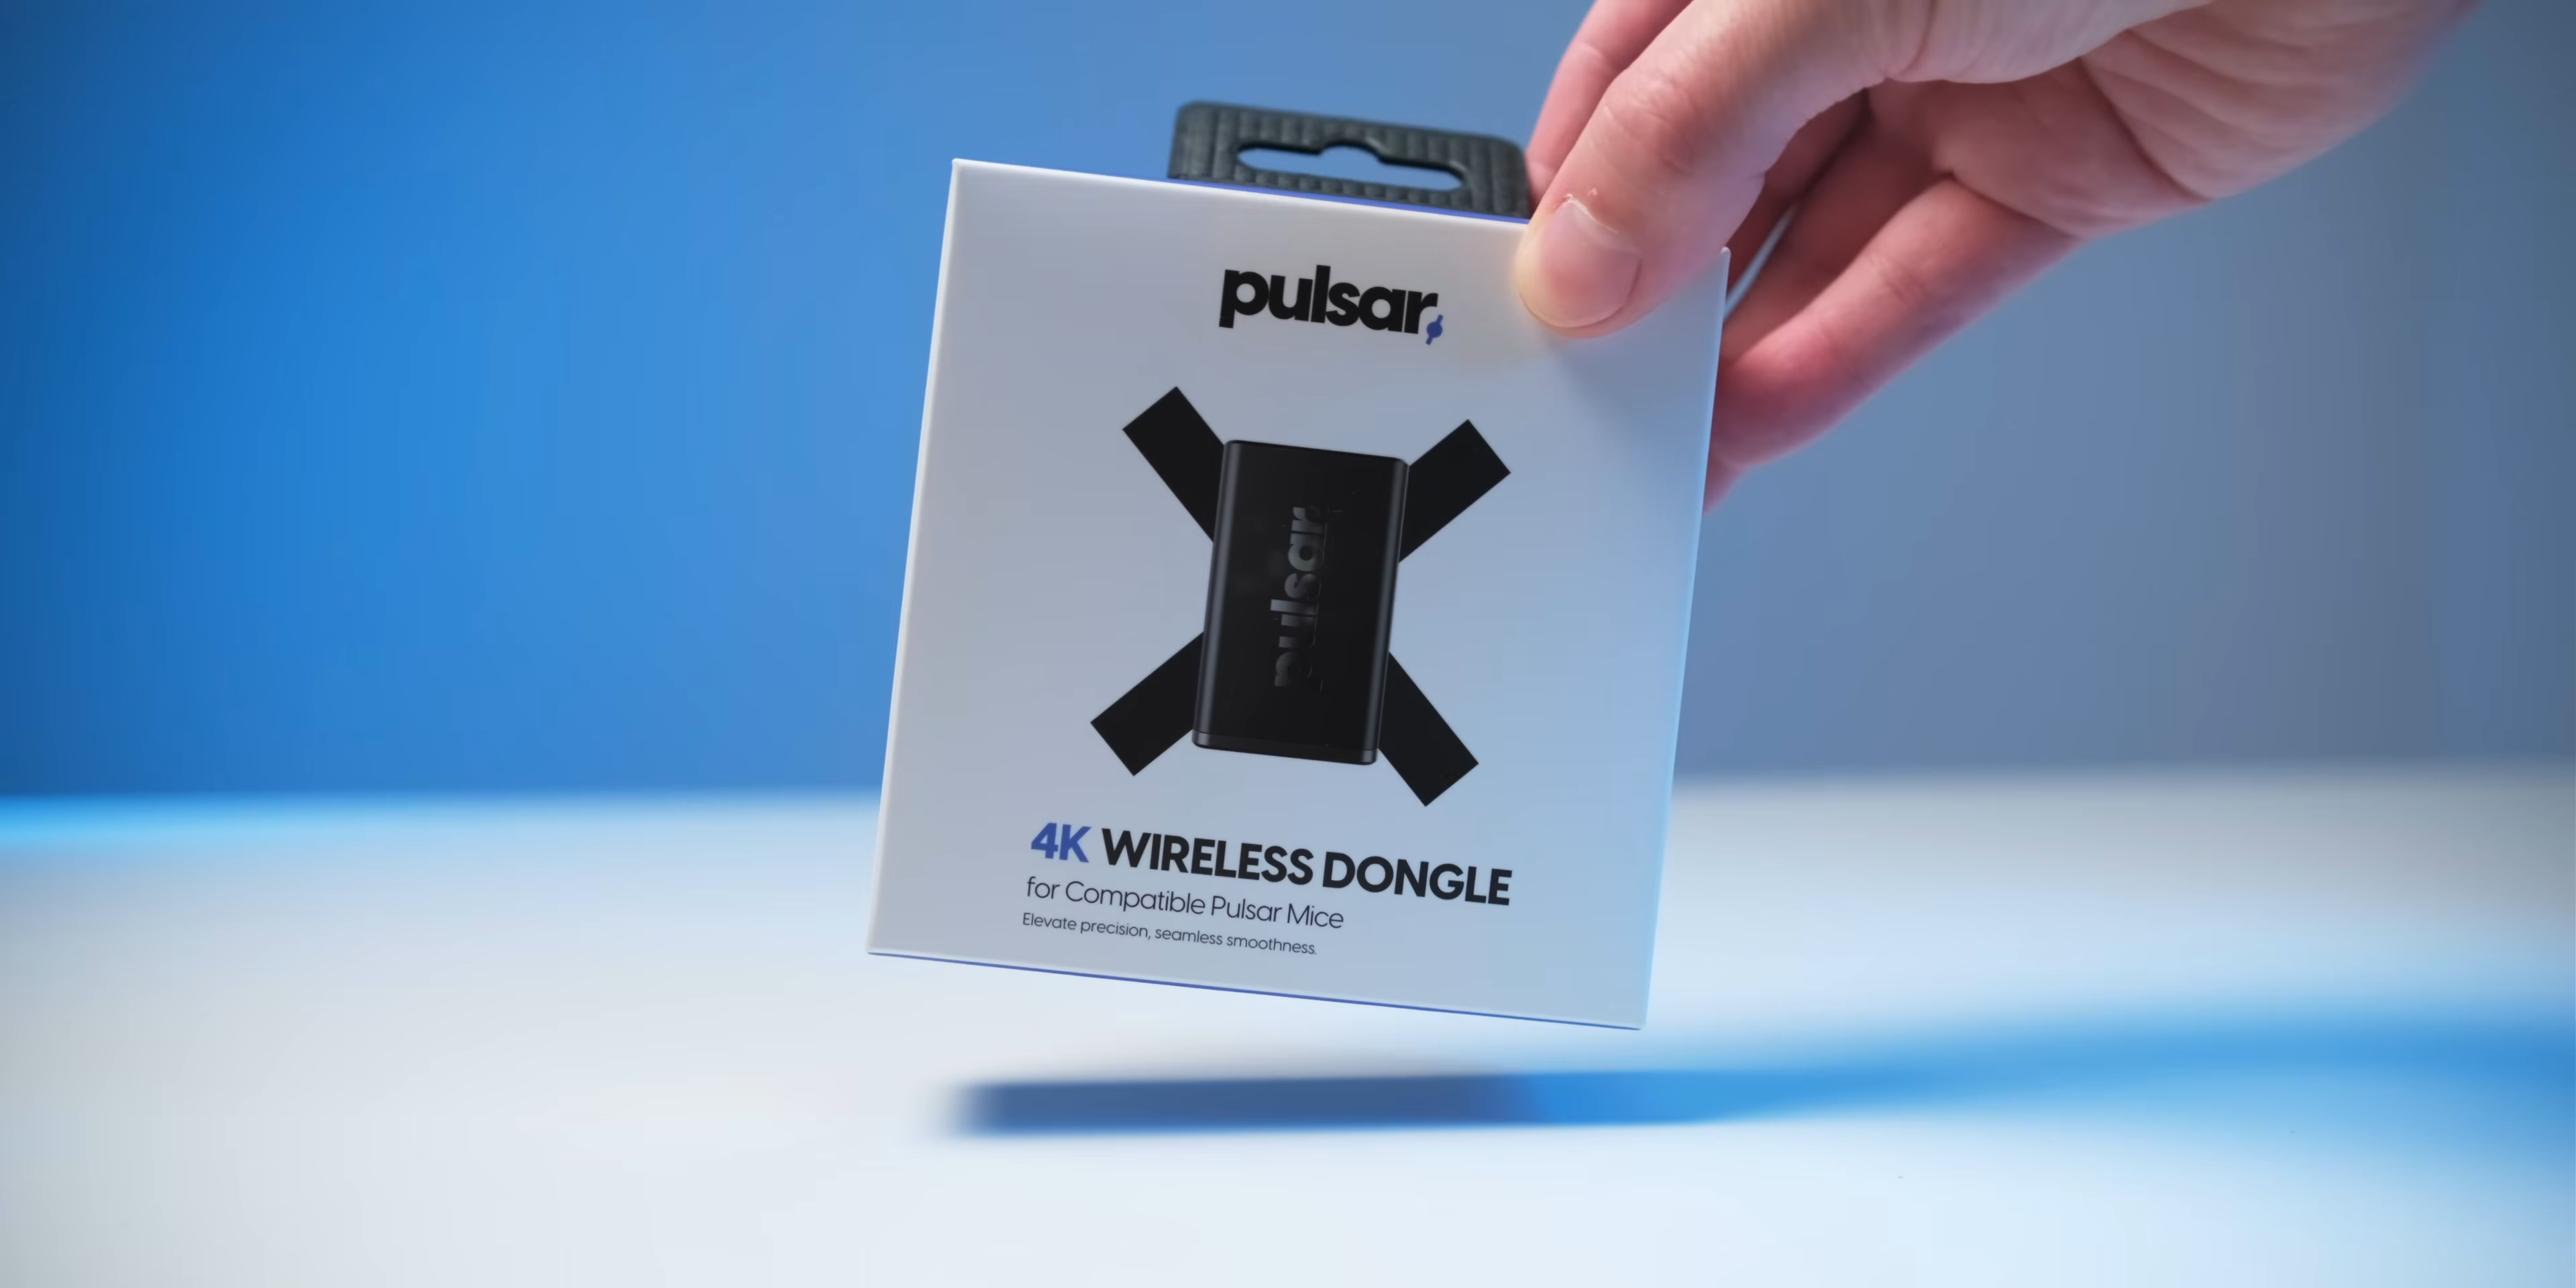 pulsar
pulsar
4K WIRELESS DONGLE
for Compatible Pulsar Mice
Elevate precision, seamless smoothness.